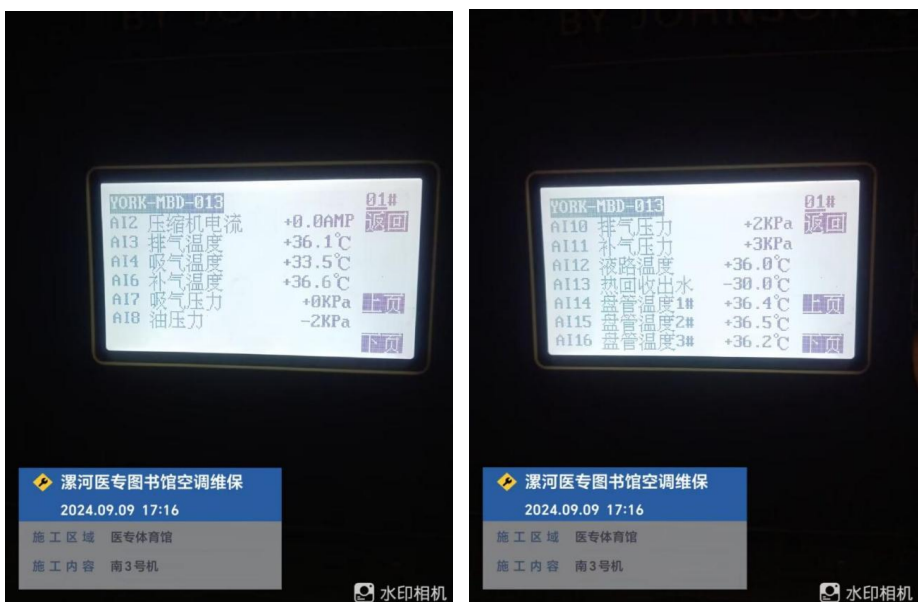 BY JOHNSON
YORK-MBD-013 01#
AI2 压缩机电流 +0.0AMP 返回
AI3 排气温度 +36.1℃
AI4 吸气温度 +33.5℃
AI6 补气温度 +36.6℃
AI7 吸气压力 +0KPa 上页
AI8 油压力 -2KPa
下页
漯河医专图书馆空调维保
2024.09.09 17:16
施工区域 医专体育馆
施工内容 南3号机
水印相机
BY JOHNSON
YORK-MBD-013 01#
AI10 排气压力 +2KPa 返回
AI11 补气压力 +3KPa
AI12 液路温度 +36.0℃
AI13 热回收出水 -30.0℃
AI14 盘管温度1# +36.4℃ 上页
AI15 盘管温度2# +36.5℃
AI16 盘管温度3# +36.2℃ 下页
漯河医专图书馆空调维保
2024.09.09 17:16
施工区域 医专体育馆
施工内容 南3号机
水印相机